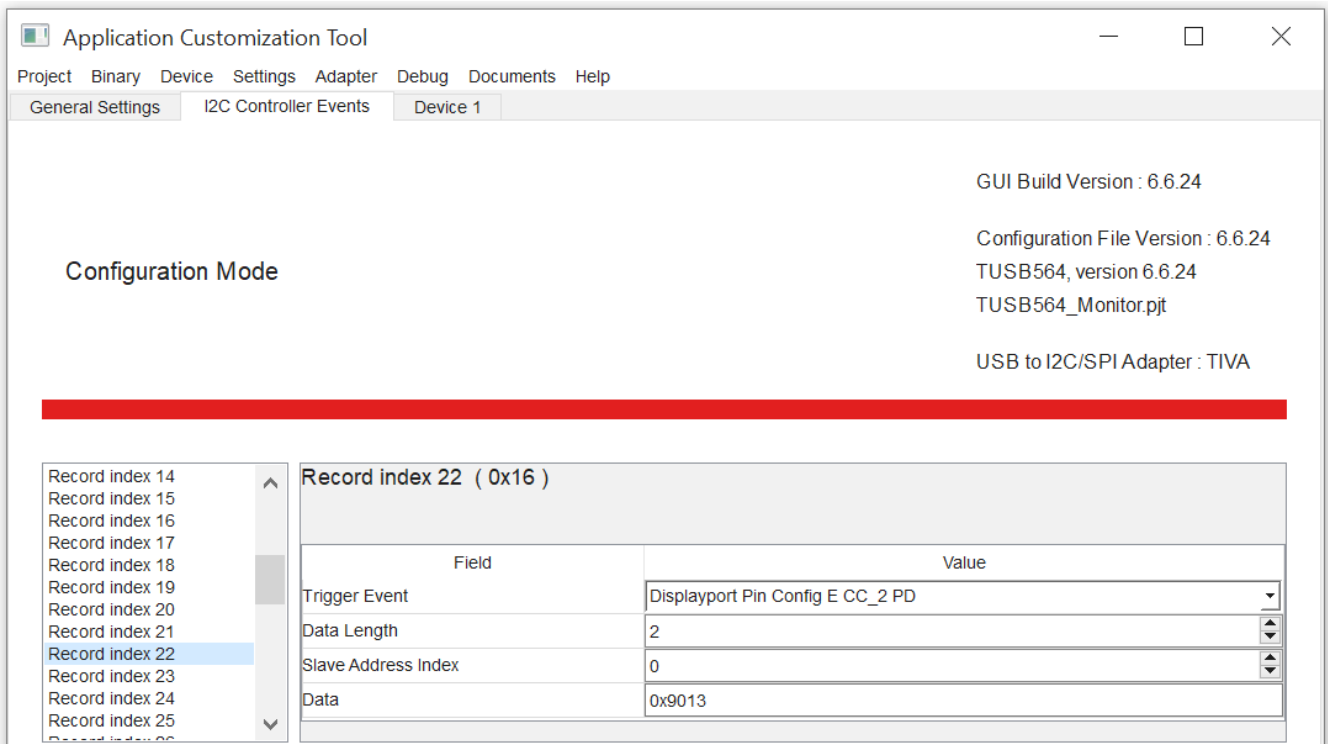 Application Customization Tool
Project Binary Device Settings Adapter Debug Documents Help
General Settings I2C Controller Events Device 1
GUI Build Version : 6.6.24
Configuration File Version : 6.6.24
Configuration Mode
TUSB564, version 6.6.24
TUSB564_Monitor.pjt
USB to I2C/SPI Adapter : TIVA
Record index 14
Record index 15
Record index 16
Record index 17
Record index 18
Record index 19
Record index 20
Record index 21
Record index 22
Record index 23
Record index 24
Record index 25
Record index 22 ( 0x16 )
Field Value
Trigger Event Displayport Pin Config E CC_2 PD
Data Length 2
Slave Address Index 0
Data 0x9013